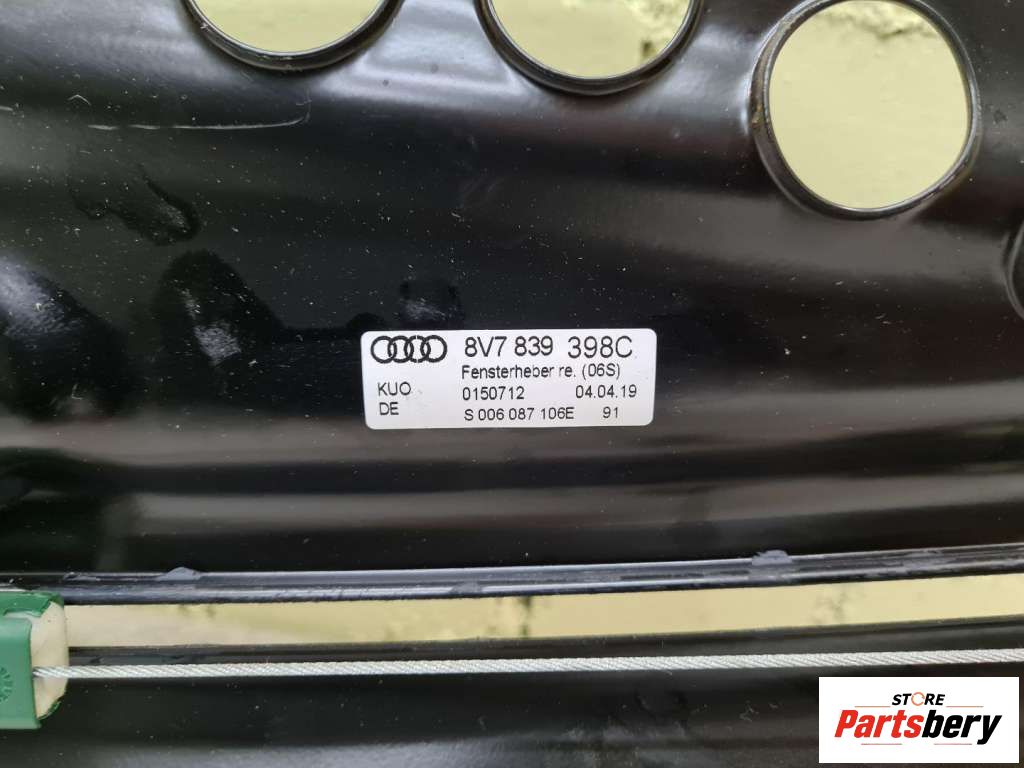 8V7 839 398C
Fensterheber re. (06S)
KUO 0150712 04.04.19
DE S 006 087 106E 91
STORE
Partsbery